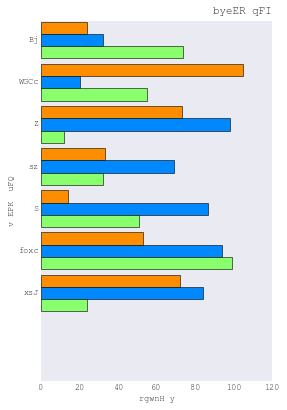 byeER qFI
Bj
WGCc
Z
sz
S
foxc
xsJ
v EPK uFQ
0 20 40 60 80 100 120
rgwnH y